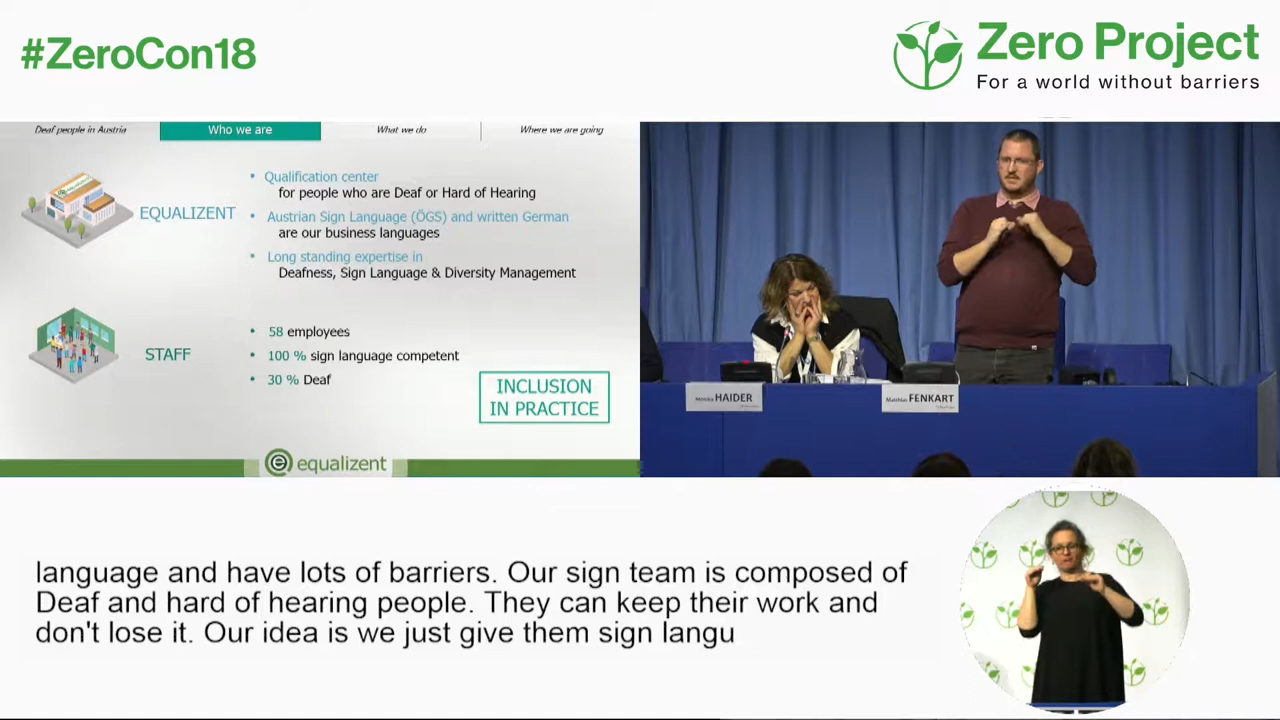 #ZeroCon18
Zero Project
For a world without barriers
Deaf people in Austria
Who we are
What we do
Where we are going
EQUALIZENT
• Qualification center
for people who are Deaf or Hard of Hearing
• Austrian Sign Language (ÖGS) and written German
are our business languages
• Long standing expertise in
Deafness, Sign Language & Diversity Management
STAFF
• 58 employees
• 100 % sign language competent
• 30 % Deaf
INCLUSION
IN PRACTICE
equalizent
HAIDER
Matthias FENKART
language and have lots of barriers. Our sign team is composed of
Deaf and hard of hearing people. They can keep their work and
don't lose it. Our idea is we just give them sign langu